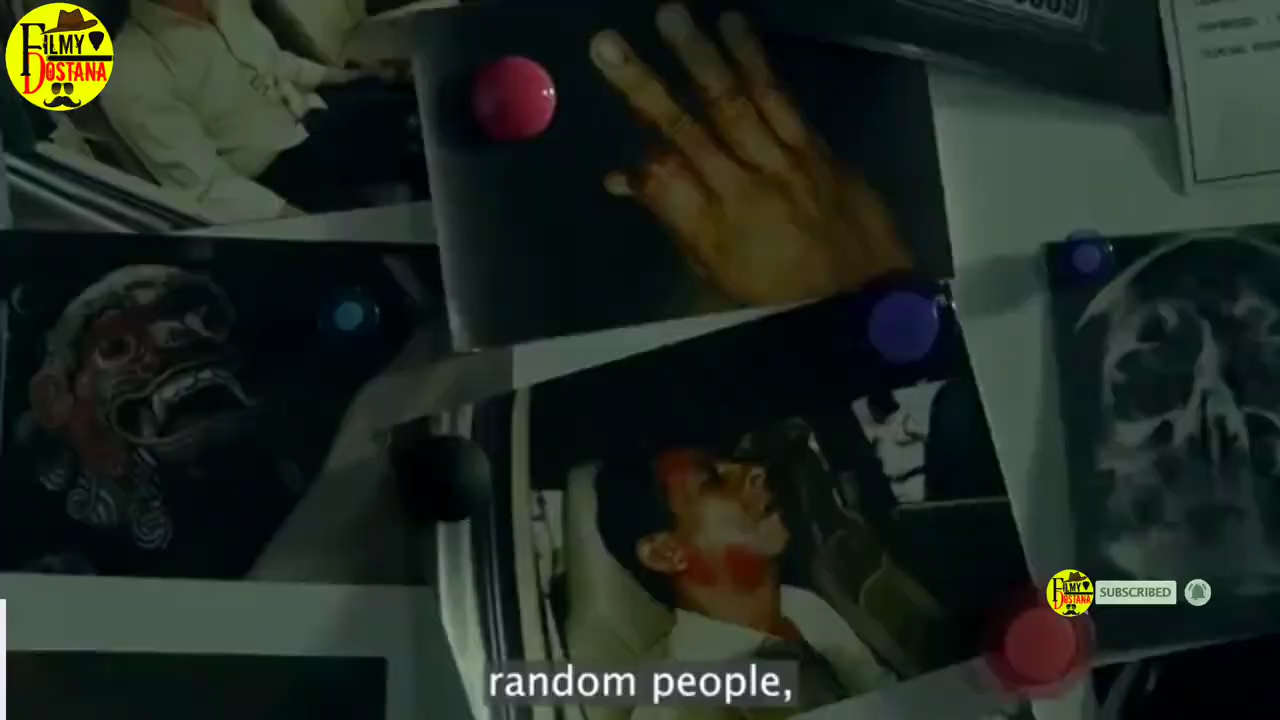 FILMY
DOSTANA
FILMY
DOSTANA
SUBSCRIBED
random people,